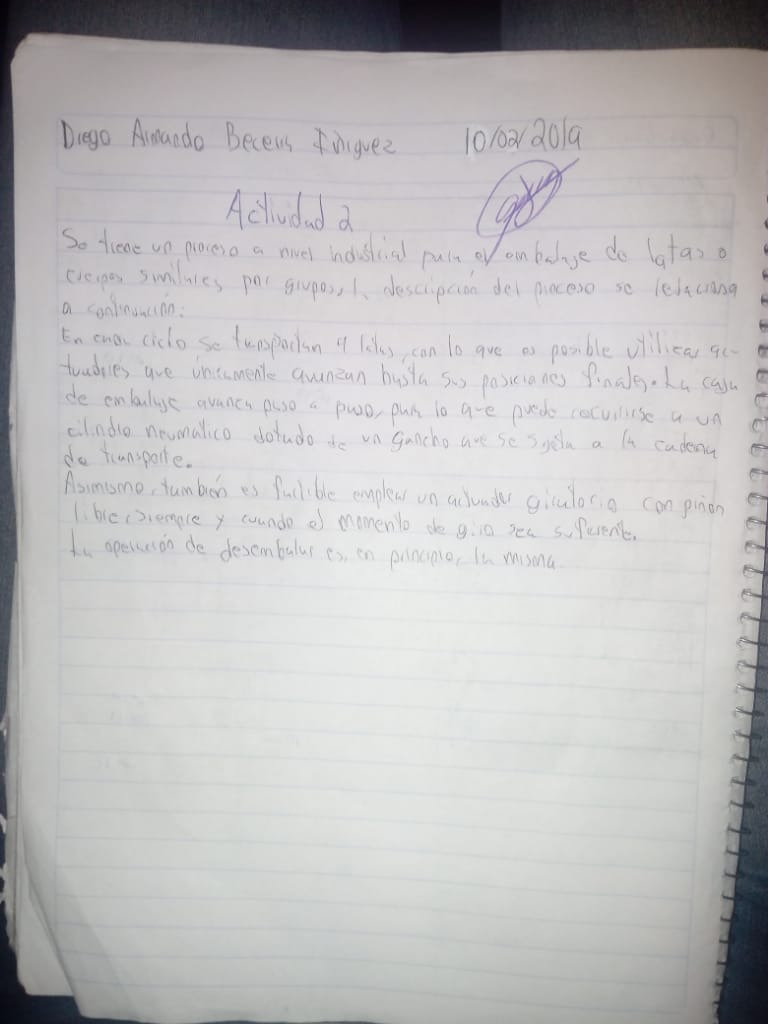 Diego Armando Becerra Iñiguez 10/02/2019
Actividad 2
Se tiene un proceso a nivel industrial para el embalaje de latas o
cuerpos similares por grupos, la descripción del proceso se relaciona
a continuación:
En cada ciclo se transportan 4 latas, con lo que es posible utilizar ac-
tuadores que únicamente avanzan hasta sus posiciones finales. La caja
de embalaje avanza paso a paso, para lo que puede recurrirse a un
cilindro neumático dotado de un gancho que se sujeta a la cadena
de transporte.
Asimismo, también es factible emplear un actuador giratorio con piñón
libre, siempre y cuando el momento de giro sea suficiente.
La operación de desembalar es, en principio, la misma